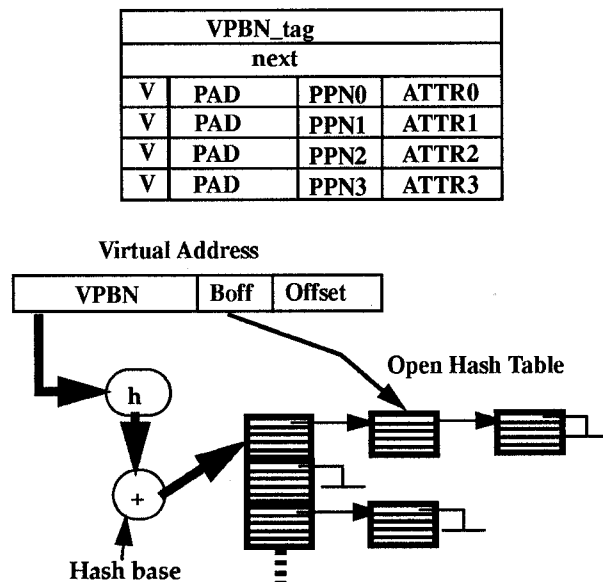 VPBN_tag
next
V PAD PPN0 ATTR0
V PAD PPN1 ATTR1
V PAD PPN2 ATTR2
V PAD PPN3 ATTR3
Virtual Address
VPBN Boff Offset
Open Hash Table
h
+
Hash base